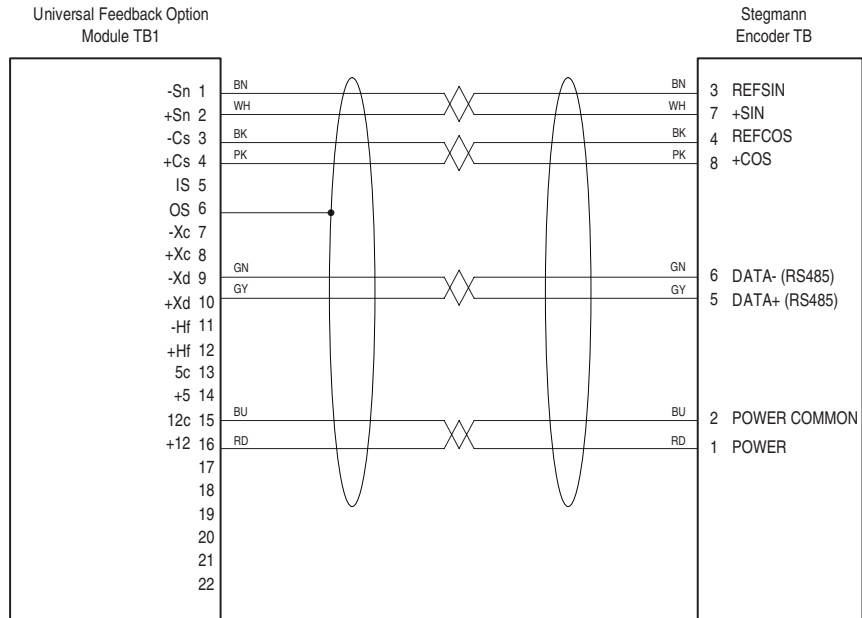 Universal Feedback Option
Module TB1
Stegmann
Encoder TB
-Sn 1 BN BN 3 REFSIN
+Sn 2 WH WH 7 +SIN
-Cs 3 BK BK 4 REFCOS
+Cs 4 PK PK 8 +COS
IS 5
OS 6
-Xc 7
+Xc 8
-Xd 9 GN GN 6 DATA- (RS485)
+Xd 10 GY GY 5 DATA+ (RS485)
-Hf 11
+Hf 12
5c 13
+5 14
12c 15 BU BU 2 POWER COMMON
+12 16 RD RD 1 POWER
17
18
19
20
21
22